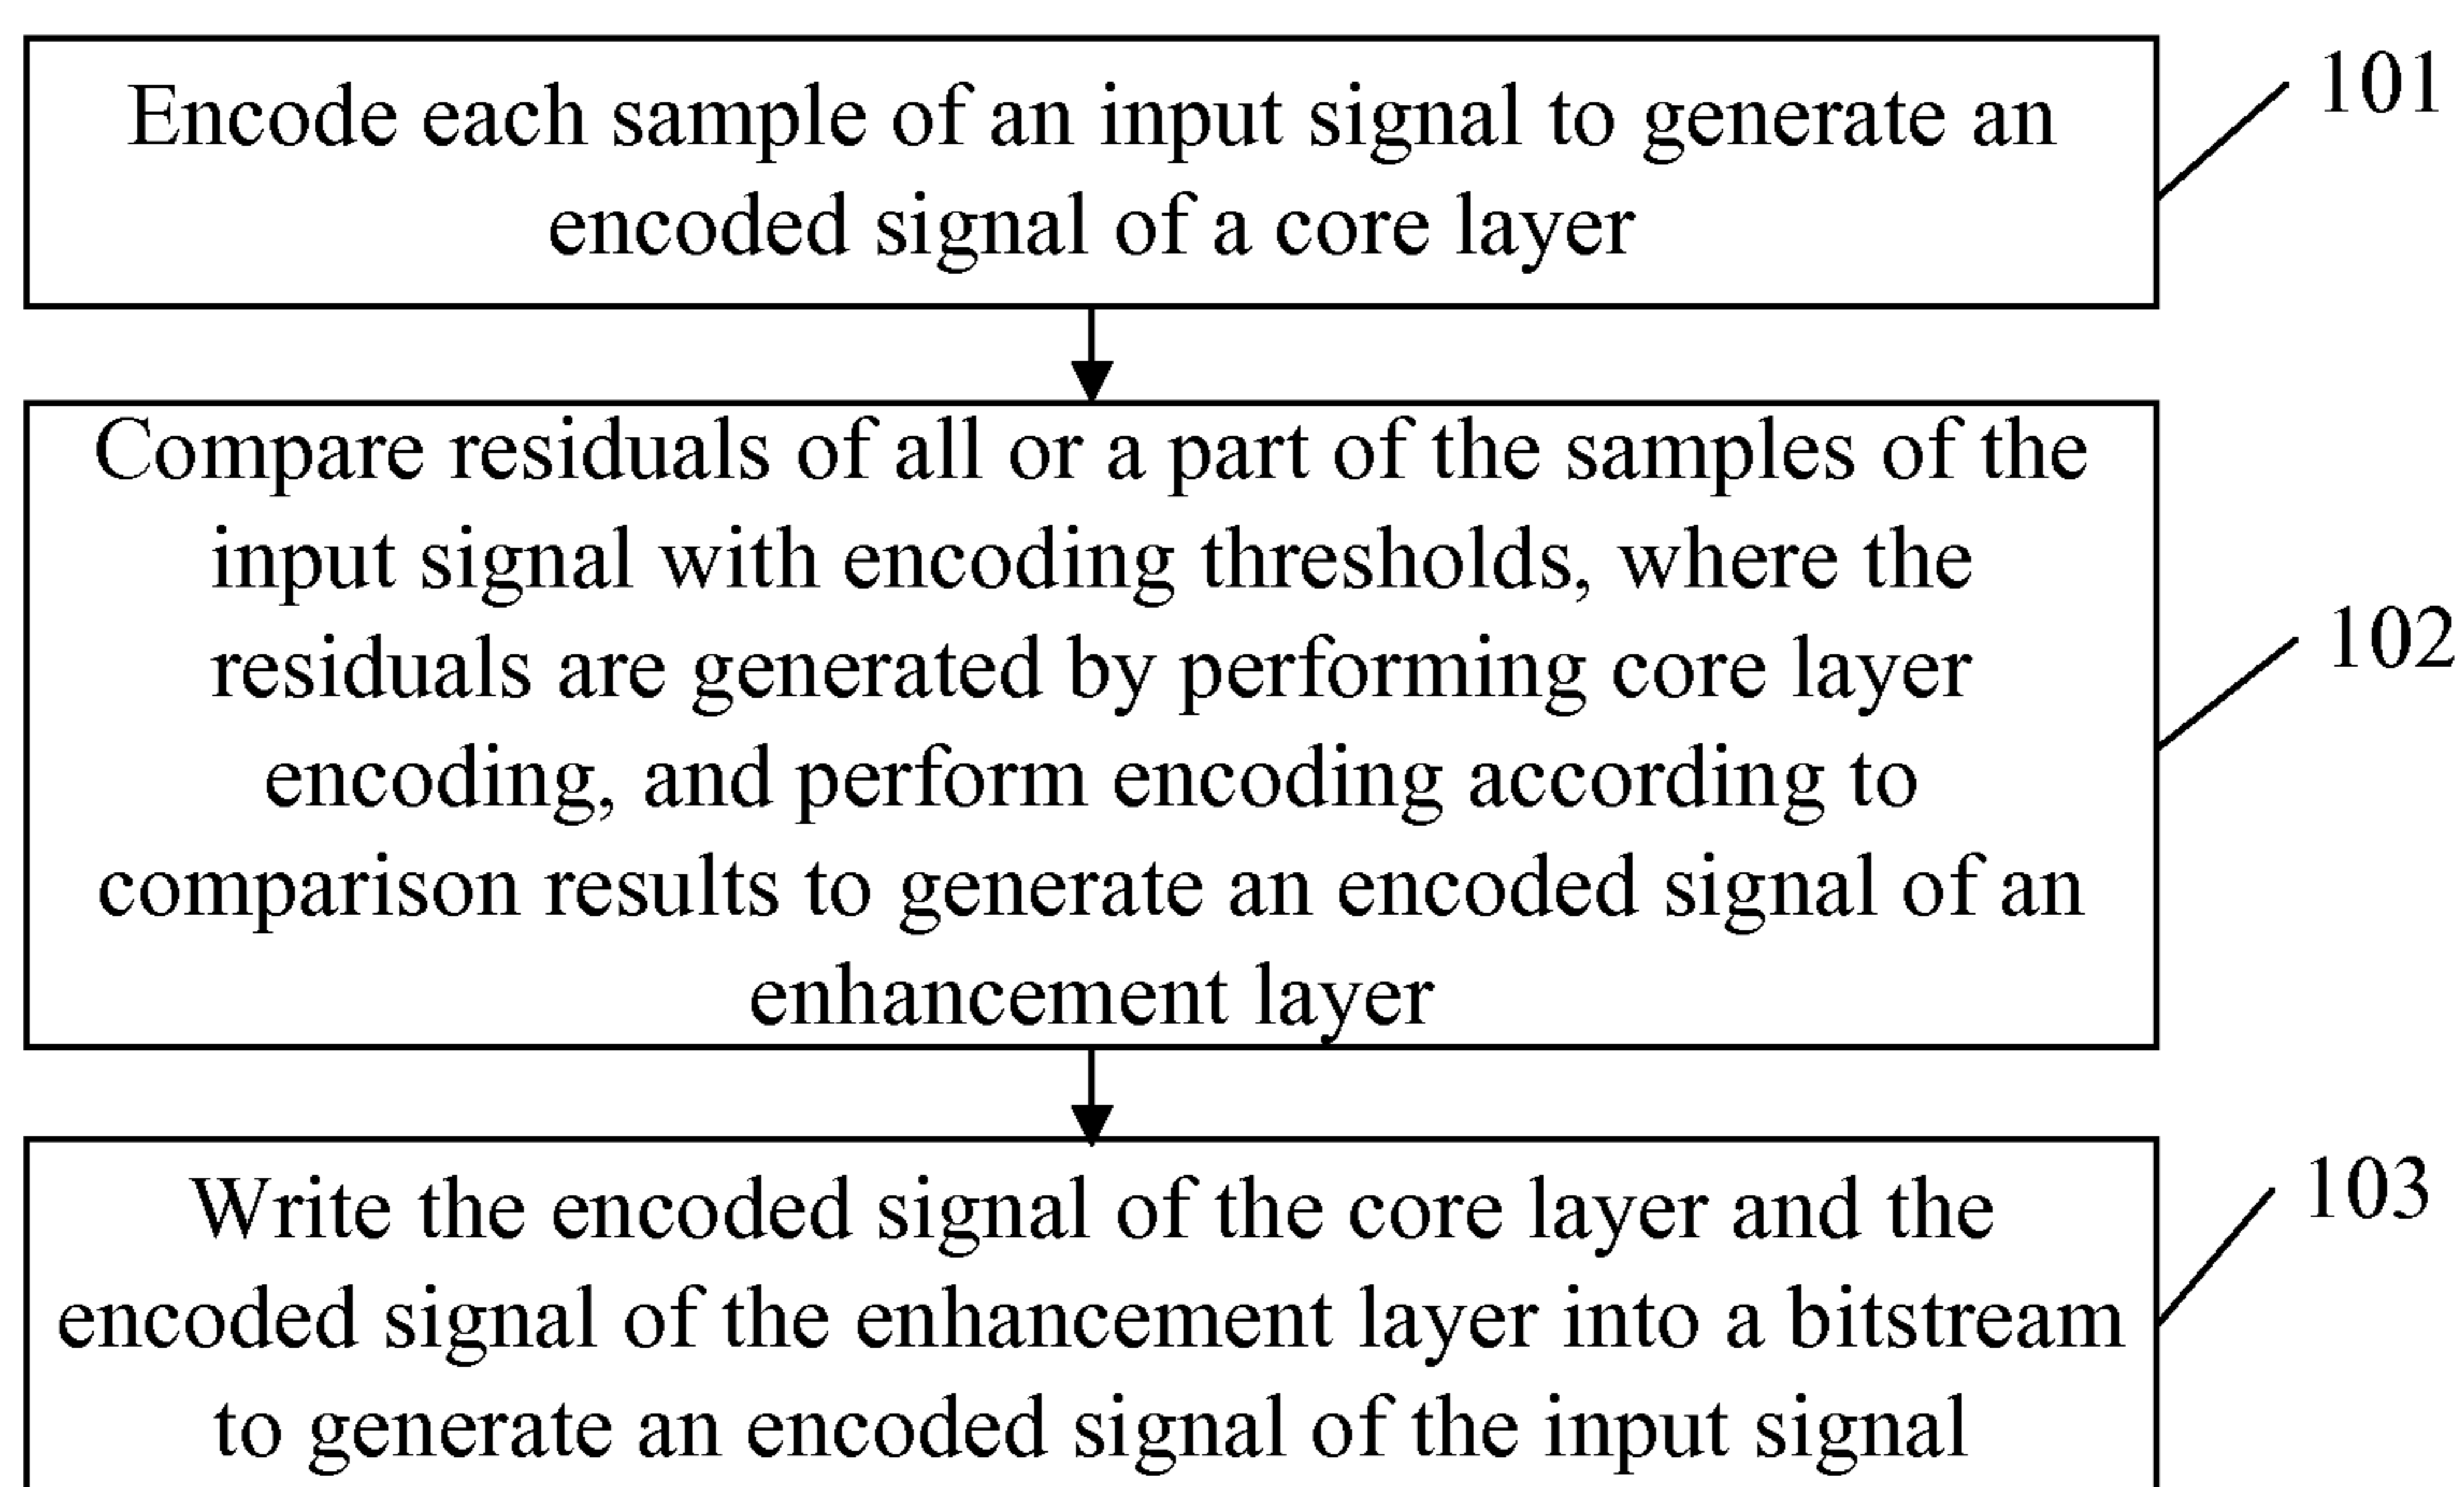 Encode each sample of an input signal to generate an
encoded signal of a core layer
101
Compare residuals of all or a part of the samples of the
input signal with encoding thresholds, where the
residuals are generated by performing core layer
encoding, and perform encoding according to
comparison results to generate an encoded signal of an
enhancement layer
102
Write the encoded signal of the core layer and the
encoded signal of the enhancement layer into a bitstream
to generate an encoded signal of the input signal
103